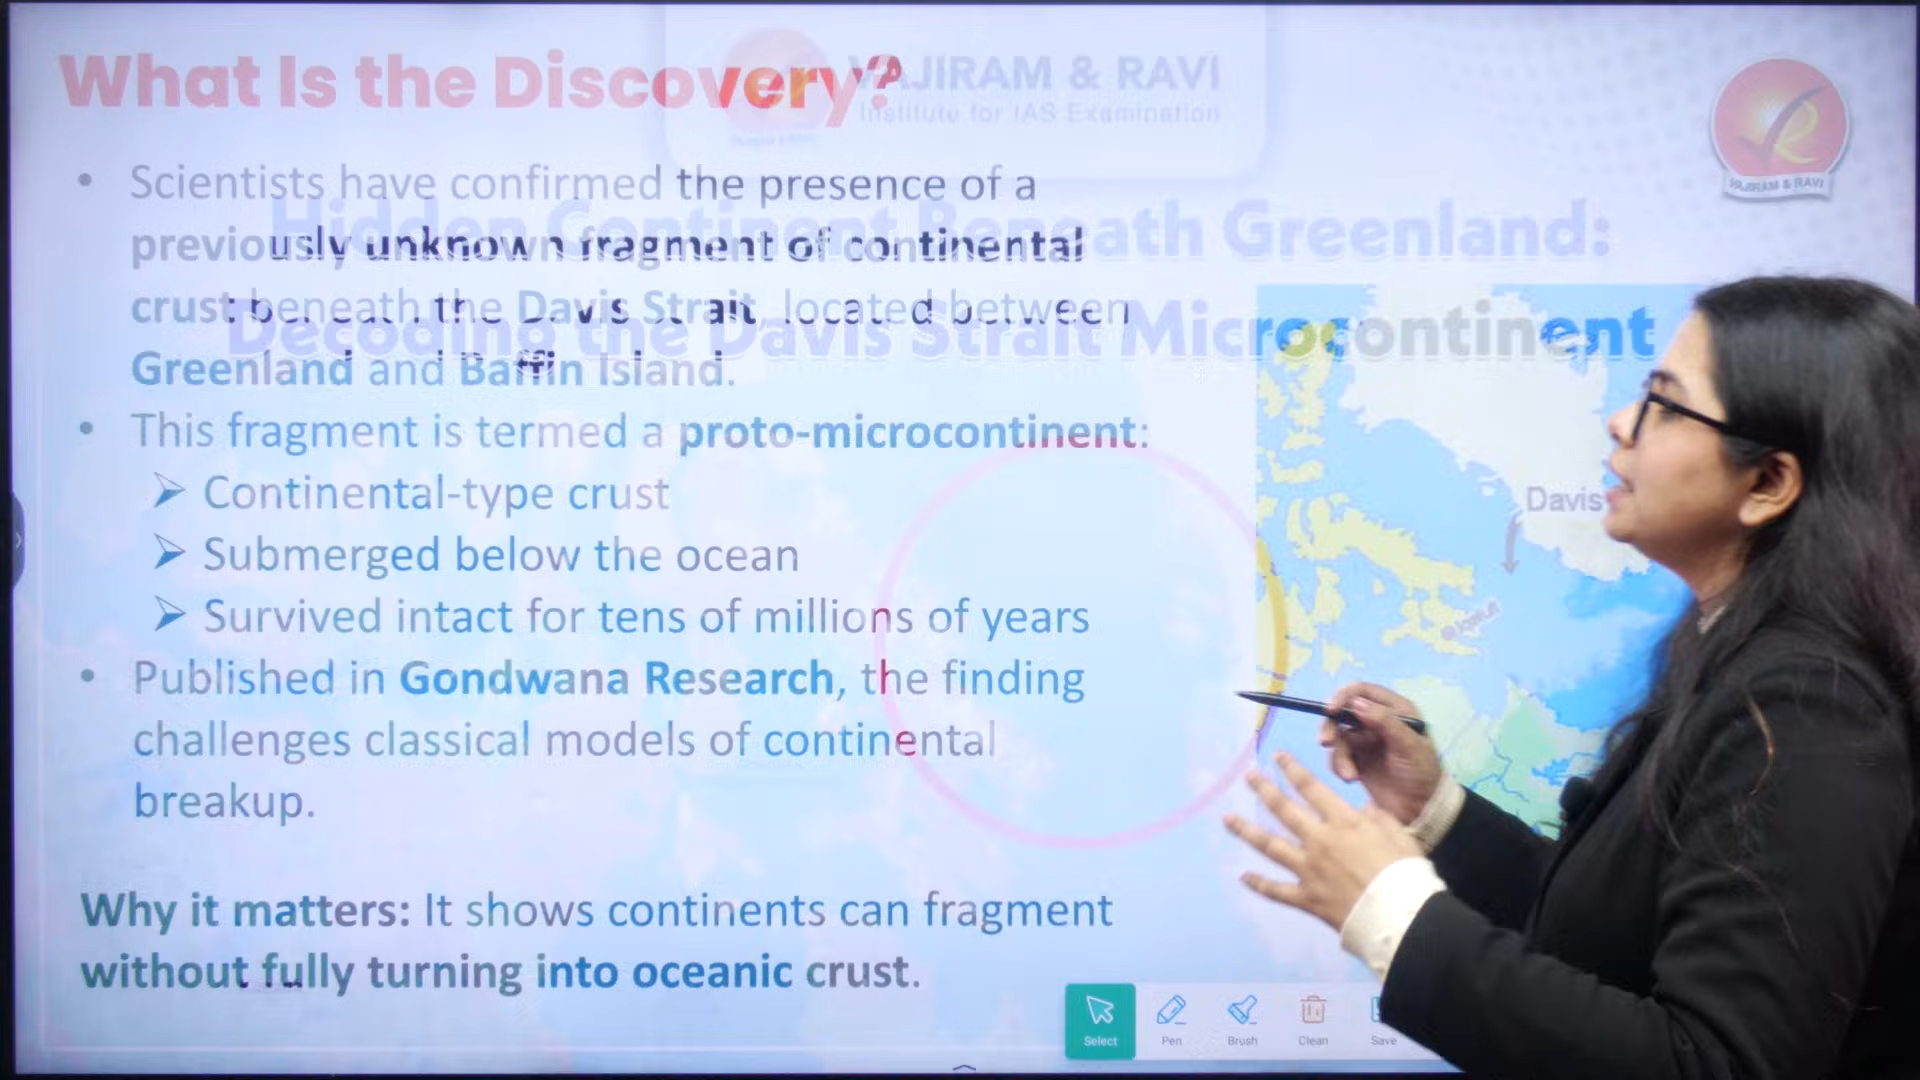 What Is the Discovery?
VAJIRAM & RAVI
Institute for IAS Examination
VAJIRAM & RAVI
Hidden Continent Beneath Greenland:
Decoding the Davis Strait Microcontinent
• Scientists have confirmed the presence of a
previously unknown fragment of continental
crust beneath the Davis Strait, located between
Greenland and Baffin Island.
• This fragment is termed a proto-microcontinent:
➢ Continental-type crust
➢ Submerged below the ocean
➢ Survived intact for tens of millions of years
• Published in Gondwana Research, the finding
challenges classical models of continental
breakup.
Why it matters: It shows continents can fragment
without fully turning into oceanic crust.
Davis
Select
Pen
Brush
Clean
Save